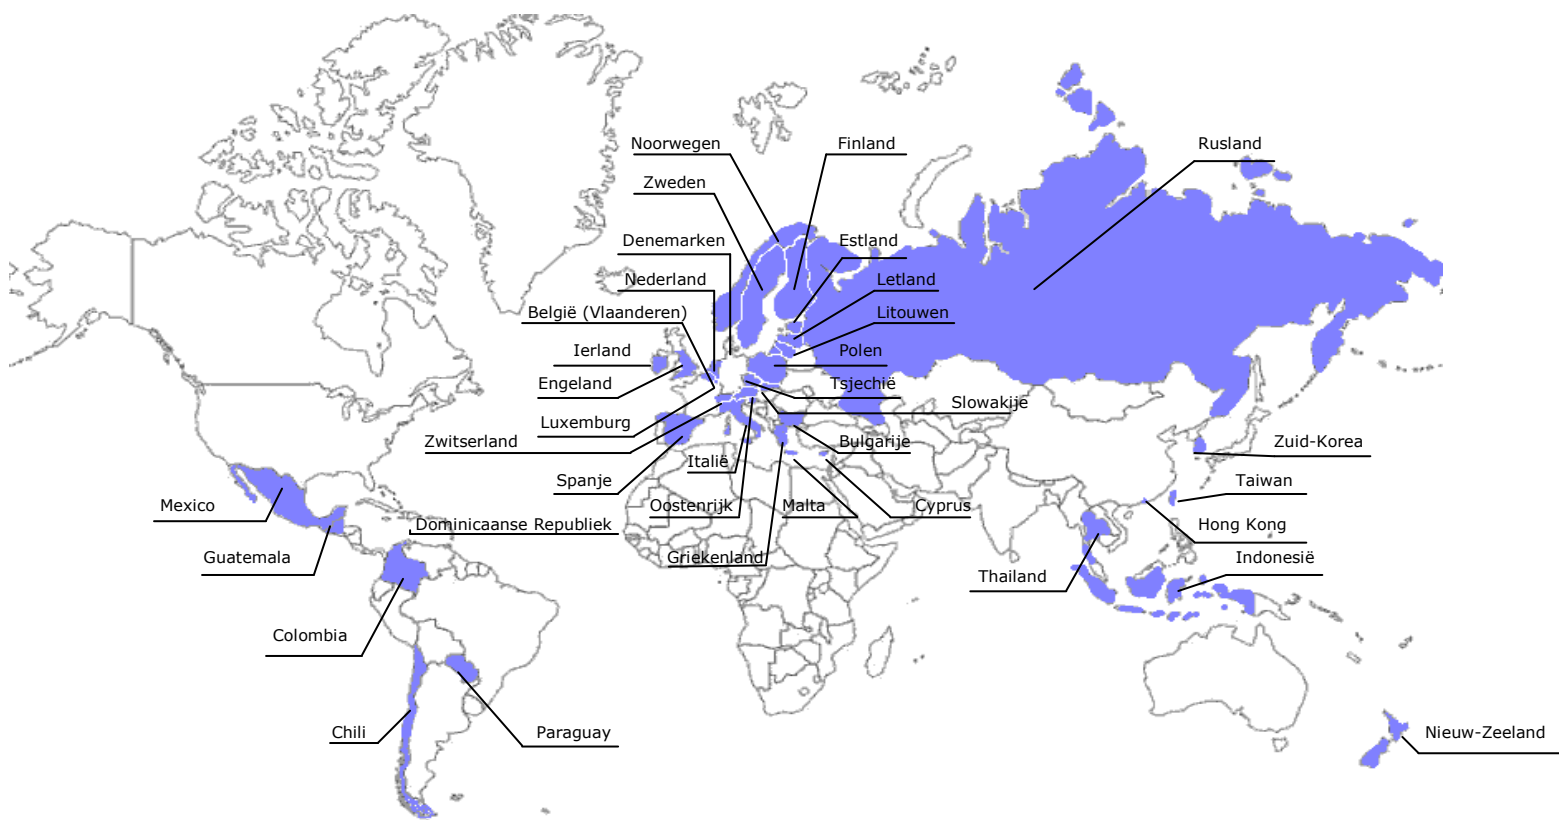 Noorwegen
Finland
Rusland
Zweden
Denemarken
Estland
Nederland
Letland
België (Vlaanderen)
Litouwen
Ierland
Polen
Engeland
Tsjechië
Slowakije
Luxemburg
Zwitserland
Bulgarije
Zuid-Korea
Italië
Spanje
Taiwan
Mexico
Oostenrijk
Malta
Cyprus
Dominicaanse Republiek
Hong Kong
Guatemala
Griekenland
Indonesië
Thailand
Colombia
Chili
Paraguay
Nieuw-Zeeland